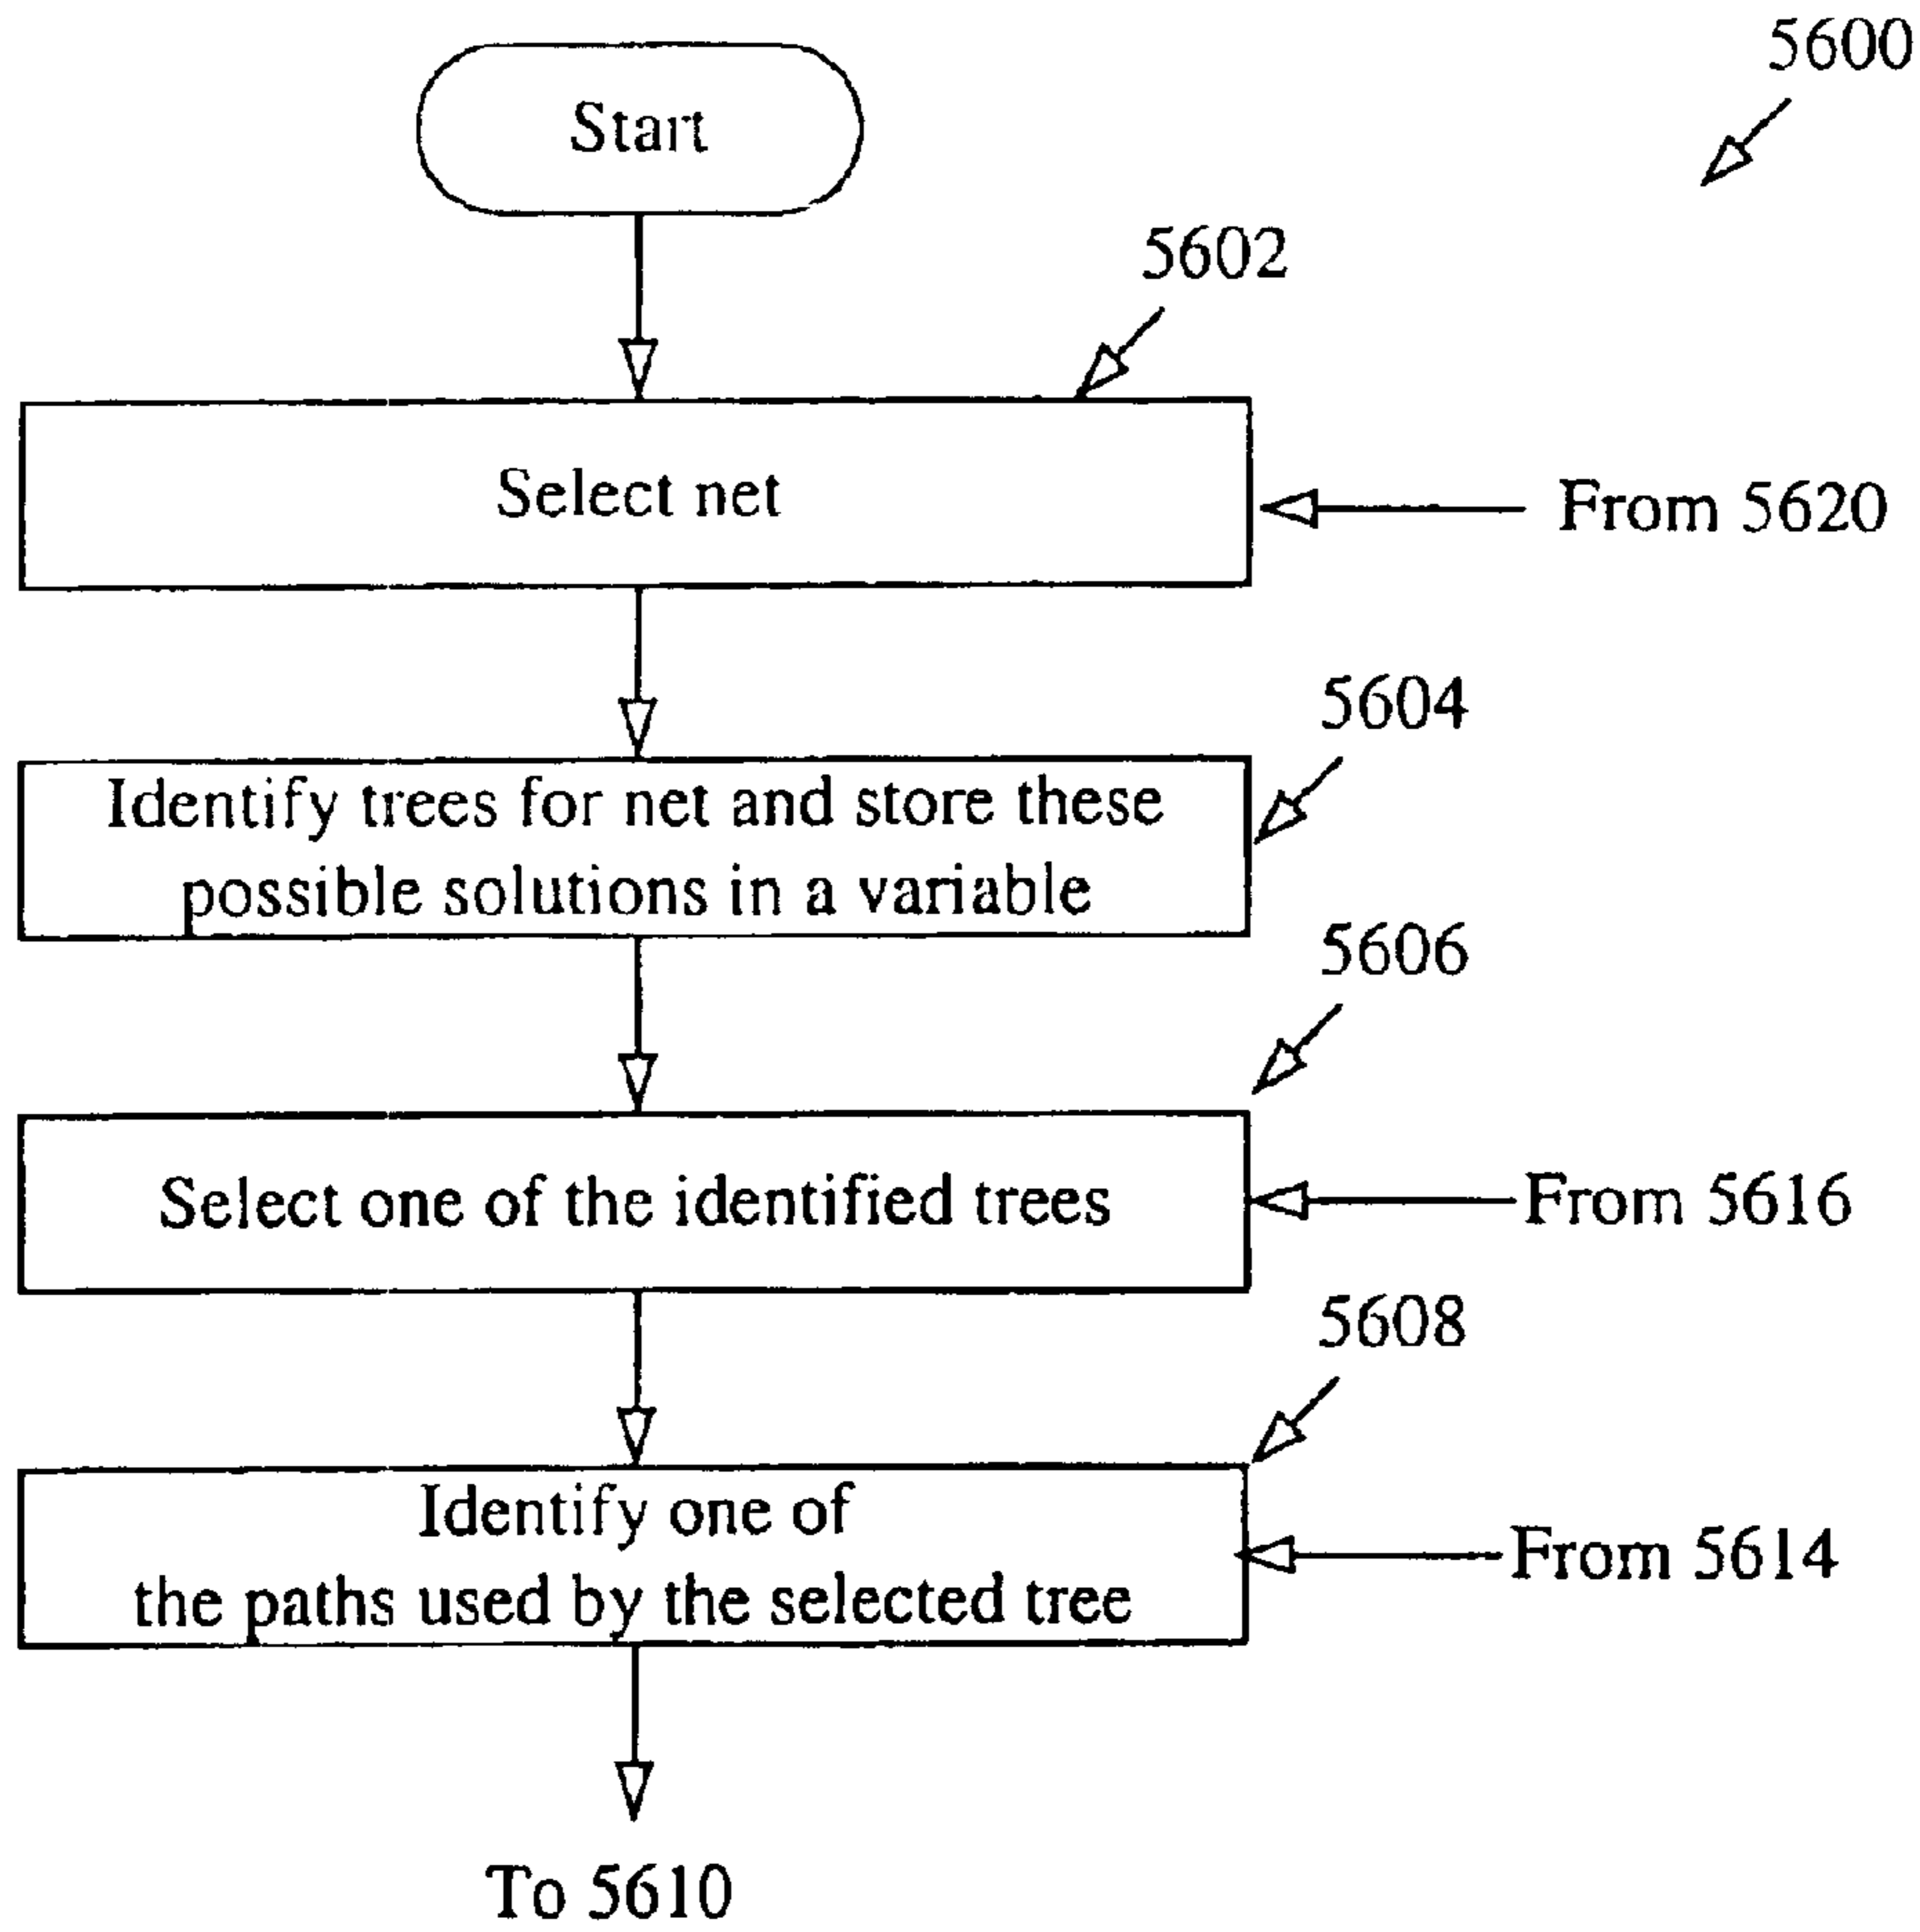 5600
Start
5602
Select net
From 5620
5604
Identify trees for net and store these
possible solutions in a variable
5606
Select one of the identified trees
From 5616
5608
Identify one of
the paths used by the selected tree
From 5614
To 5610